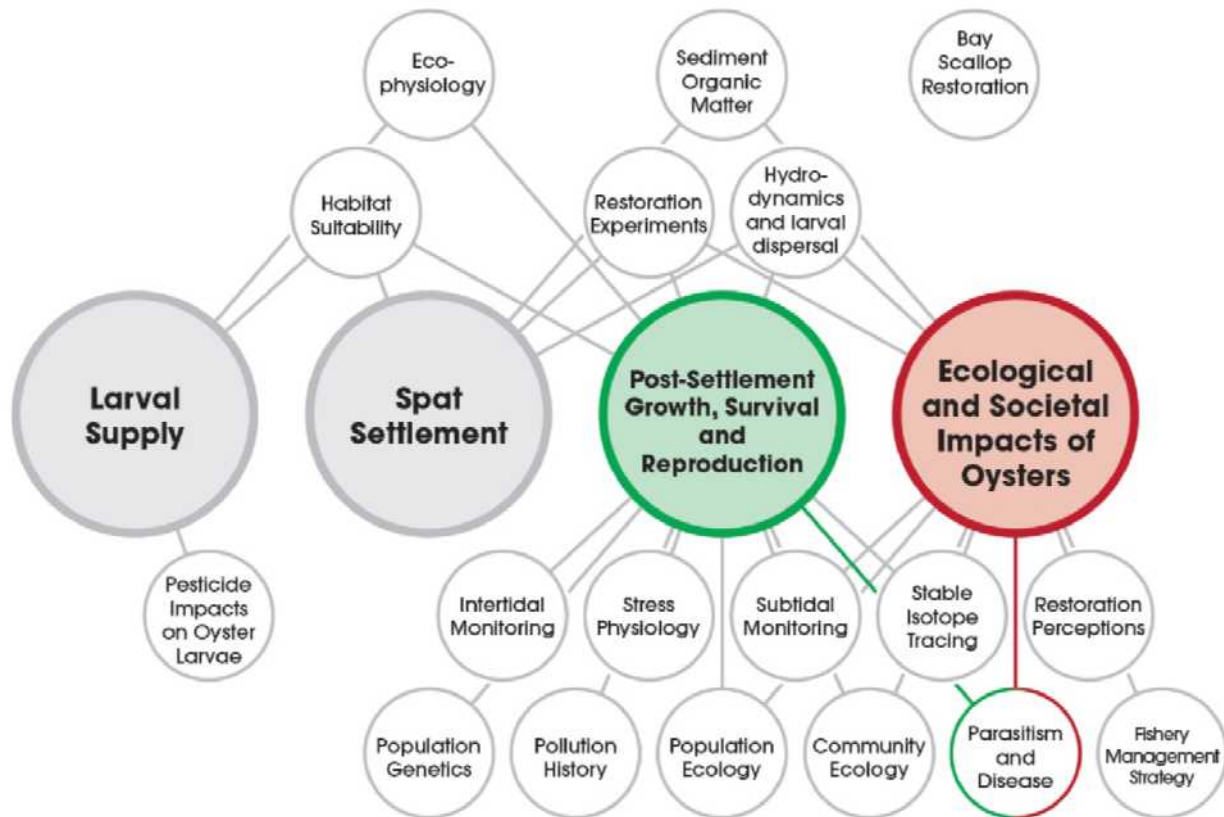 Eco-
physiology
Sediment
Organic
Matter
Bay
Scallop
Restoration
Habitat
Suitability
Restoration
Experiments
Hydro-
dynamics
and larval
dispersal
Larval
Supply
Spat
Settlement
Post-Settlement
Growth, Survival
and
Reproduction
Ecological
and Societal
Impacts of
Oysters
Pesticide
Impacts
on Oyster
Larvae
Intertidal
Monitoring
Stress
Physiology
Subtidal
Monitoring
Stable
Isotope
Tracing
Restoration
Perceptions
Population
Genetics
Pollution
History
Population
Ecology
Community
Ecology
Parasitism
and
Disease
Fishery
Management
Strategy